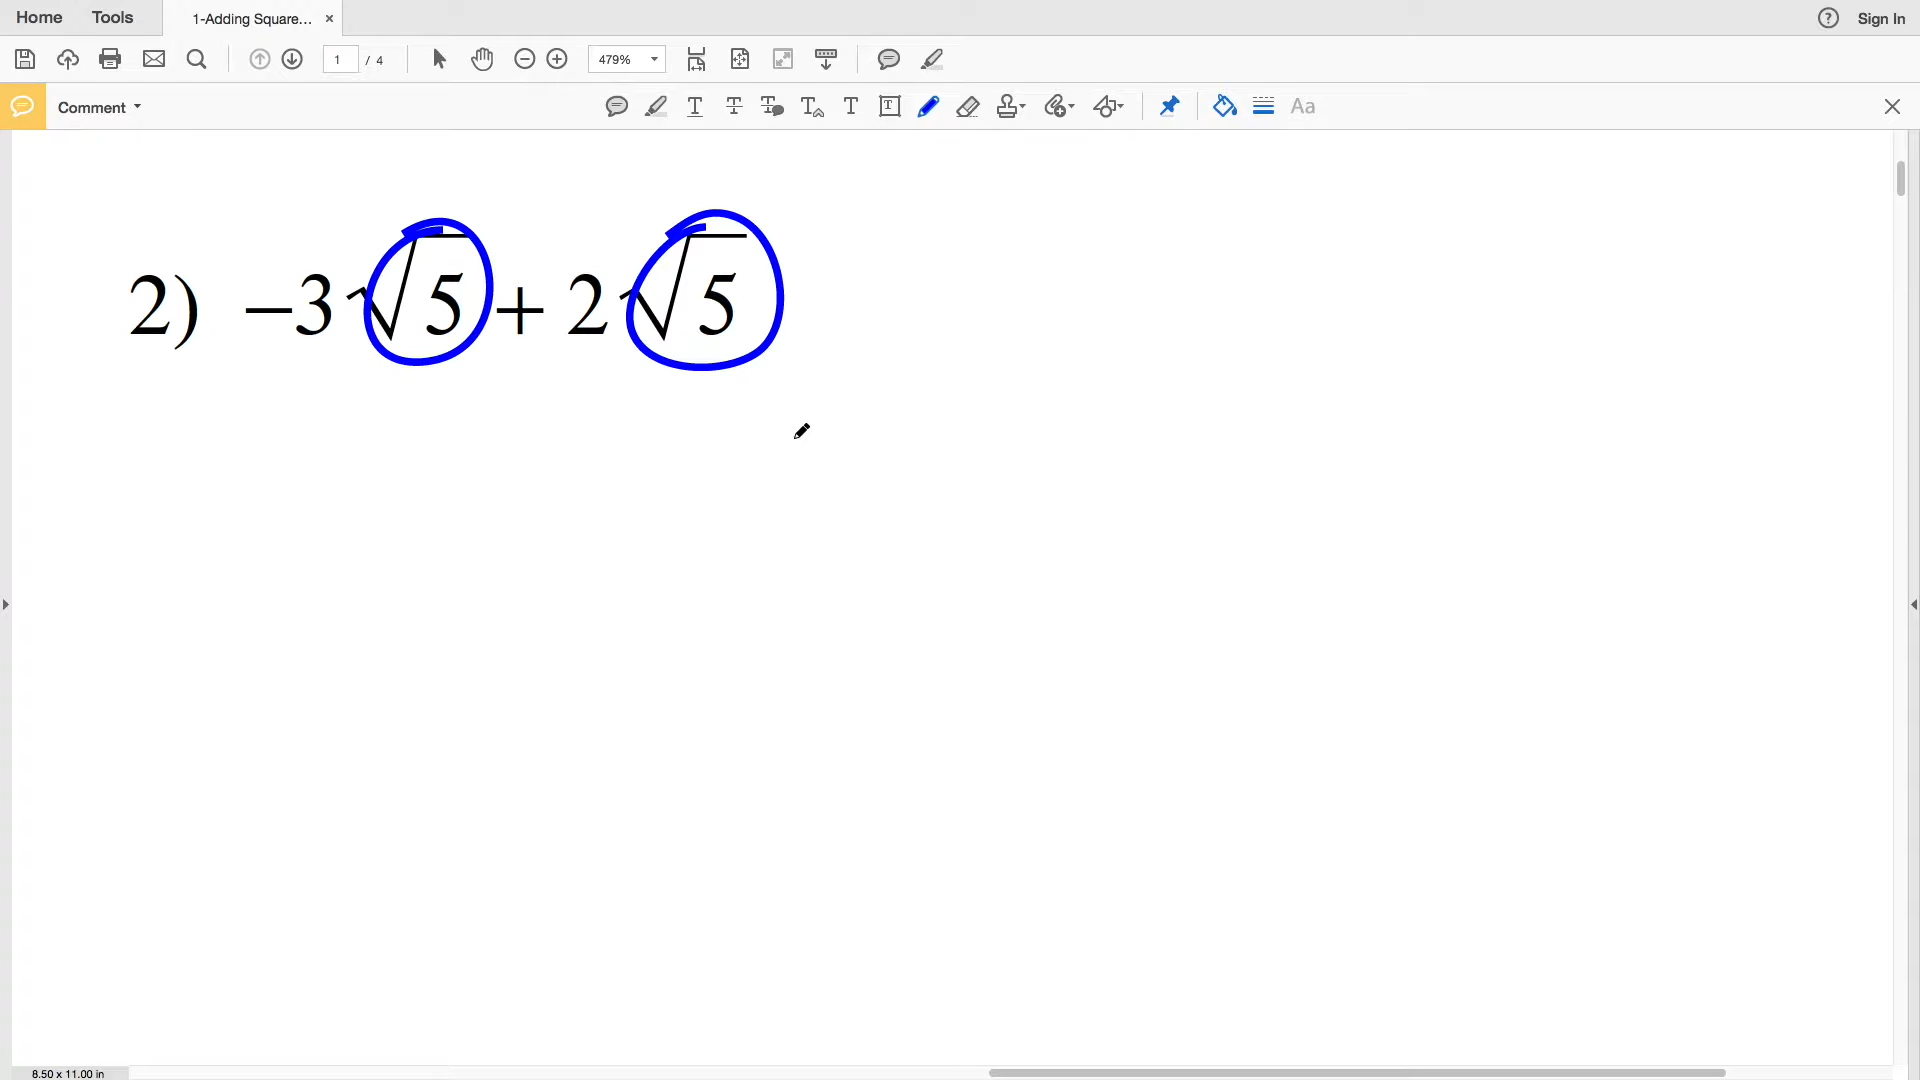 Home Tools 1-Adding Square... × ? Sign In
1 / 4 479%
Comment T T T T T T Aa
2) −3√5 + 2√5
8.50 x 11.00 in